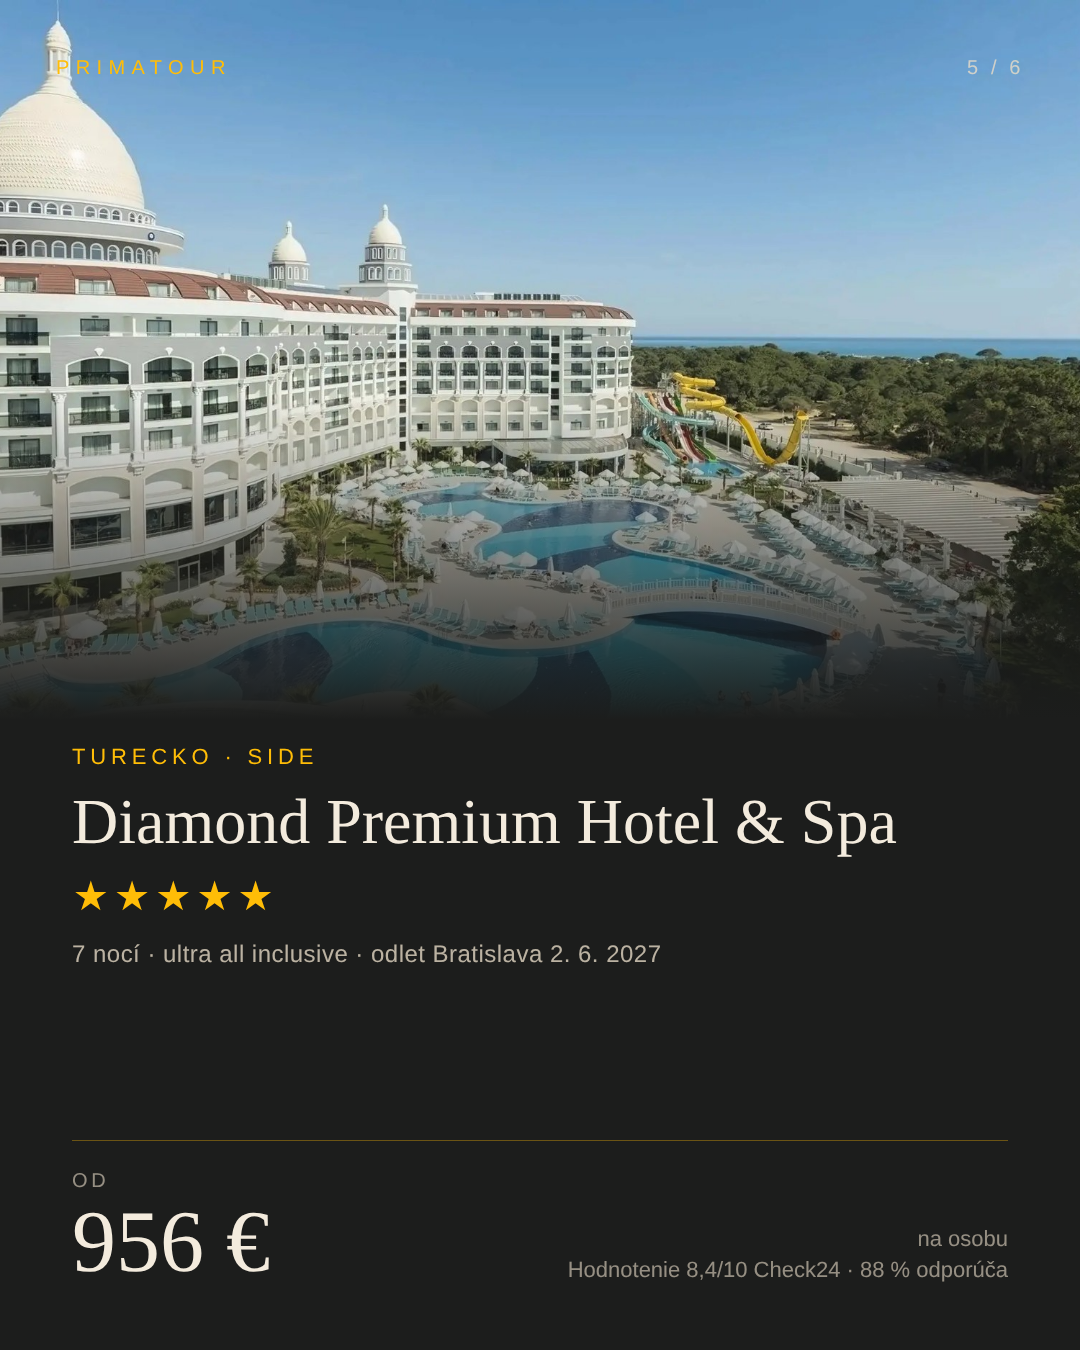 PRIMATOUR
5 / 6
TURECKO · SIDE
Diamond Premium Hotel & Spa
★★★★★
7 nocí · ultra all inclusive · odlet Bratislava 2. 6. 2027
OD
956 €
na osobu
Hodnotenie 8,4/10 Check24 · 88 % odporúča